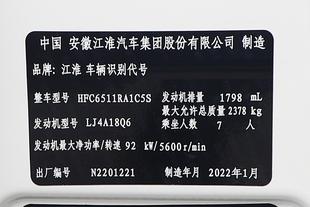 中国 安徽江淮汽车集团股份有限公司 制造
品牌: 江淮 车辆识别代号
整车型号 HFC6511RA1C5S 发动机排量 1798 mL
最大允许总质量 2378 kg
发动机型号 LJ4A18Q6 乘坐人数 7 人
发动机最大净功率/转速 92 kW/5600r/min
出厂编号 N2201221 制造年月 2022年1月